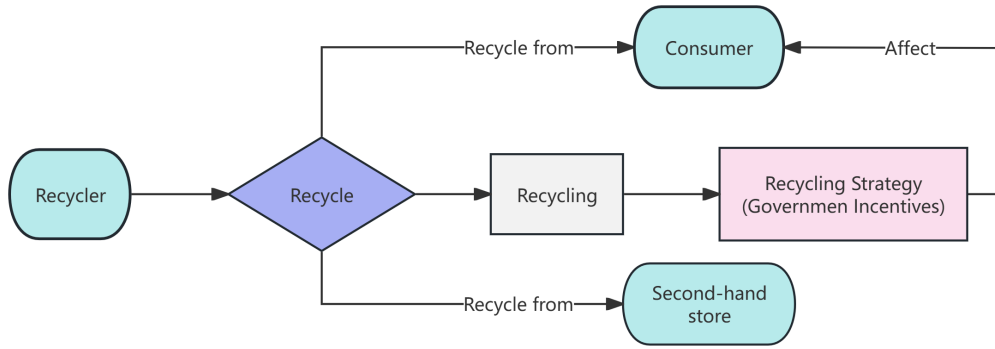 Recycle from
Consumer
Affect
Recycler
Recycle
Recycling
Recycling Strategy
(Governmen Incentives)
Recycle from
Second-hand
store